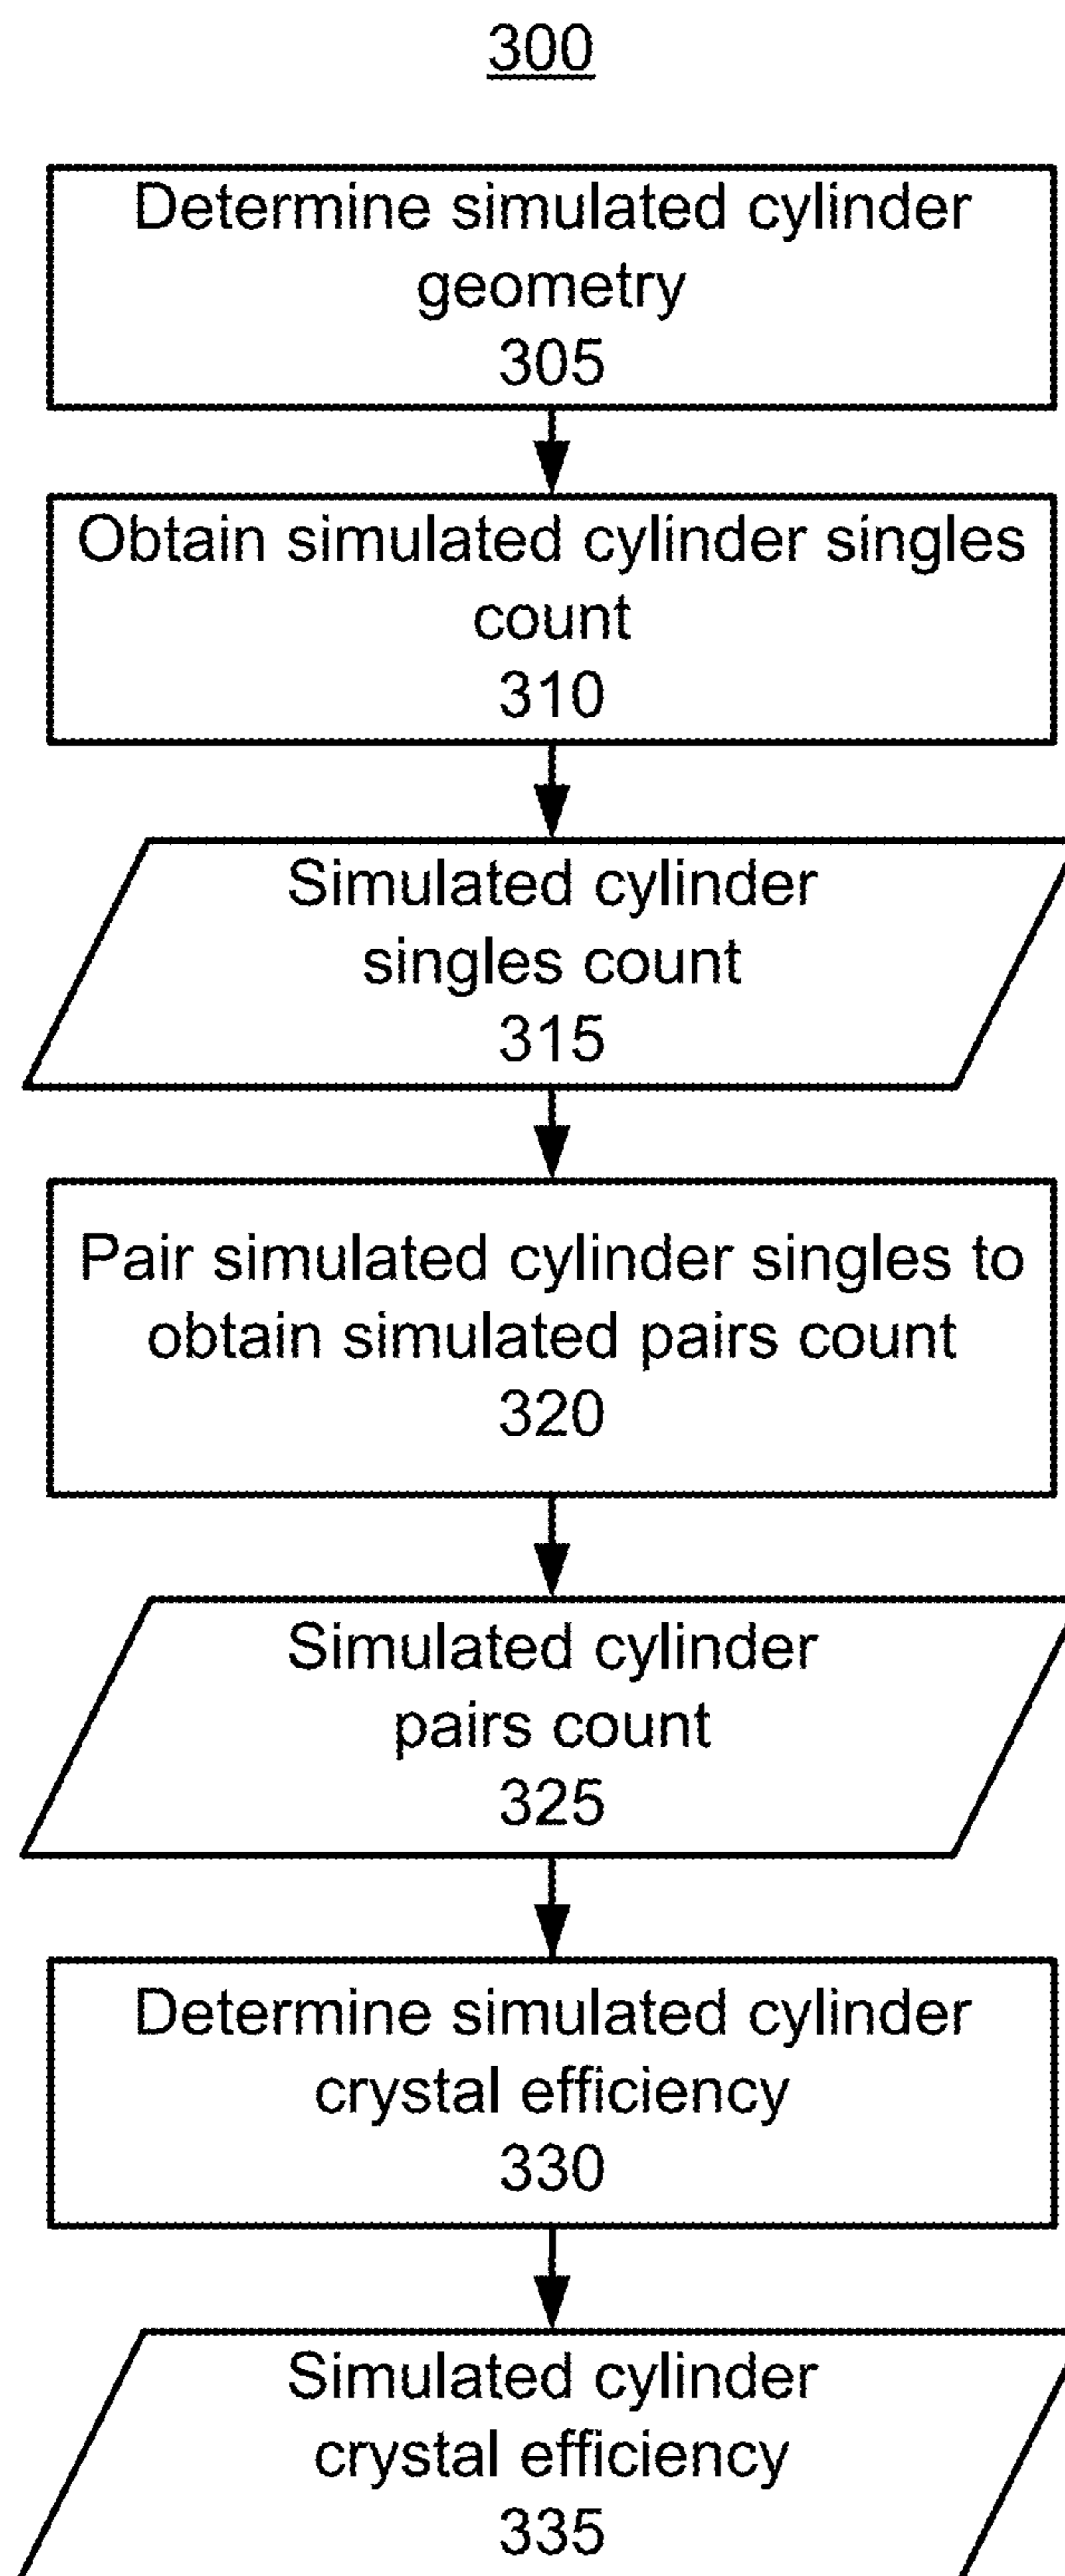 300
Determine simulated cylinder
geometry
305
Obtain simulated cylinder singles
count
310
Simulated cylinder
singles count
315
Pair simulated cylinder singles to
obtain simulated pairs count
320
Simulated cylinder
pairs count
325
Determine simulated cylinder
crystal efficiency
330
Simulated cylinder
crystal efficiency
335